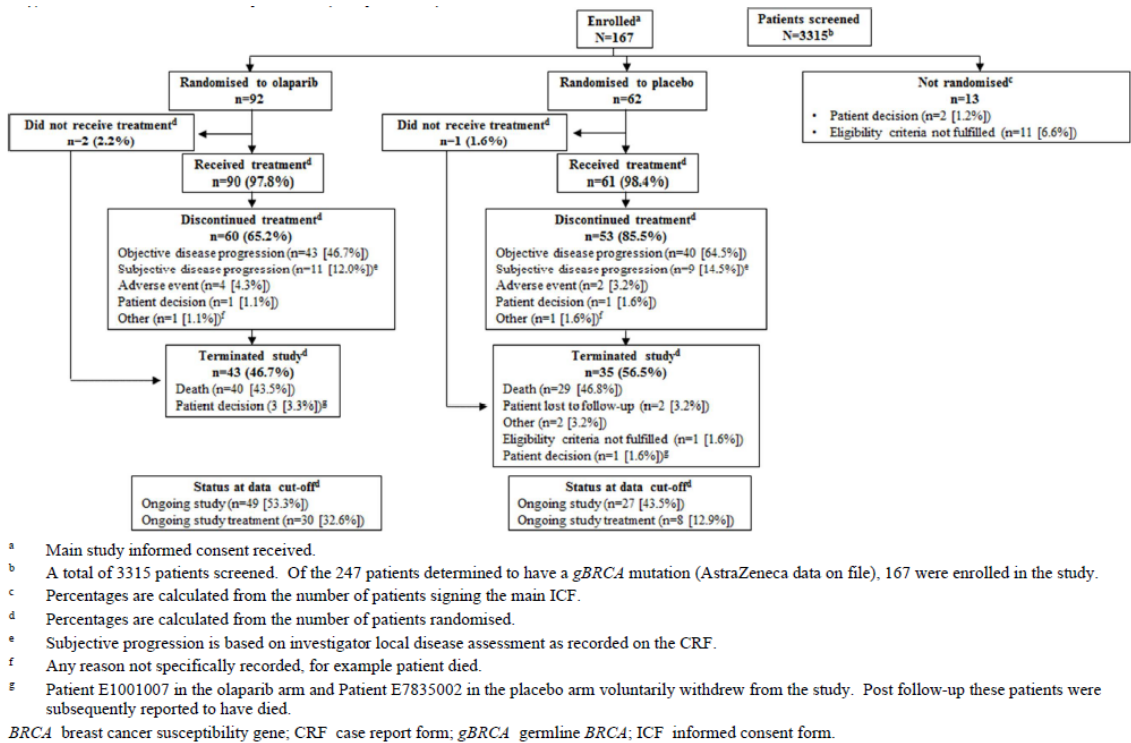 Enrolledᵃ
N=167
Patients screened
N=3315ᵇ
Randomised to olaparib
n=92
Randomised to placebo
n=62
Not randomisedᶜ
n=13
• Patient decision (n=2 [1.2%])
• Eligibility criteria not fulfilled (n=11 [6.6%])
Did not receive treatmentᵈ
n−2 (2.2%)
Did not receive treatmentᵈ
n−1 (1.6%)
Received treatmentᵈ
n=90 (97.8%)
Received treatmentᵈ
n=61 (98.4%)
Discontinued treatmentᵈ
n=60 (65.2%)
Objective disease progression (n=43 [46.7%])
Subjective disease progression (n=11 [12.0%])ᵉ
Adverse event (n=4 [4.3%])
Patient decision (n=1 [1.1%])
Other (n=1 [1.1%])ᶠ
Discontinued treatmentᵈ
n=53 (85.5%)
Objective disease progression (n=40 [64.5%])
Subjective disease progression (n=9 [14.5%])ᵉ
Adverse event (n=2 [3.2%])
Patient decision (n=1 [1.6%])
Other (n=1 [1.6%])ᶠ
Terminated studyᵈ
n=43 (46.7%)
Death (n=40 [43.5%])
Patient decision (3 [3.3%])ᵍ
Terminated studyᵈ
n=35 (56.5%)
Death (n=29 [46.8%])
Patient lost to follow-up (n=2 [3.2%])
Other (n=2 [3.2%])
Eligibility criteria not fulfilled (n=1 [1.6%])
Patient decision (n=1 [1.6%])ᵍ
Status at data cut-offᵈ
Ongoing study (n=49 [53.3%])
Ongoing study treatment (n=30 [32.6%])
Status at data cut-offᵈ
Ongoing study (n=27 [43.5%])
Ongoing study treatment (n=8 [12.9%])
a Main study informed consent received.
b A total of 3315 patients screened. Of the 247 patients determined to have a gBRCA mutation (AstraZeneca data on file), 167 were enrolled in the study.
c Percentages are calculated from the number of patients signing the main ICF.
d Percentages are calculated from the number of patients randomised.
e Subjective progression is based on investigator local disease assessment as recorded on the CRF.
f Any reason not specifically recorded, for example patient died.
g Patient E1001007 in the olaparib arm and Patient E7835002 in the placebo arm voluntarily withdrew from the study. Post follow-up these patients were
subsequently reported to have died.
BRCA breast cancer susceptibility gene; CRF case report form; gBRCA germline BRCA; ICF informed consent form.